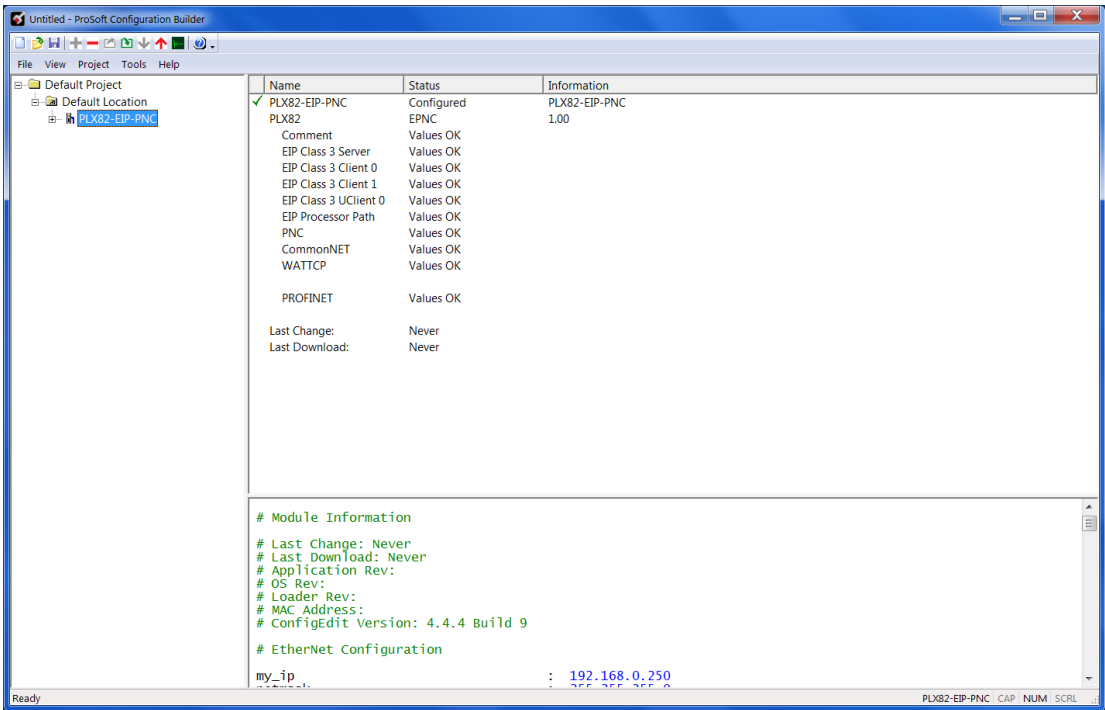 Untitled - ProSoft Configuration Builder
File View Project Tools Help
Default Project
Default Location
PLX82-EIP-PNC
Name Status Information
PLX82-EIP-PNC Configured PLX82-EIP-PNC
PLX82 EPNC 1.00
Comment Values OK
EIP Class 3 Server Values OK
EIP Class 3 Client 0 Values OK
EIP Class 3 Client 1 Values OK
EIP Class 3 UClient 0 Values OK
EIP Processor Path Values OK
PNC Values OK
CommonNET Values OK
WATTCP Values OK
PROFINET Values OK
Last Change: Never
Last Download: Never
# Module Information
# Last Change: Never
# Last Download: Never
# Application Rev:
# OS Rev:
# Loader Rev:
# MAC Address:
# ConfigEdit Version: 4.4.4 Build 9
# EtherNet Configuration
my_ip : 192.168.0.250
Ready PLX82-EIP-PNC CAP NUM SCRL